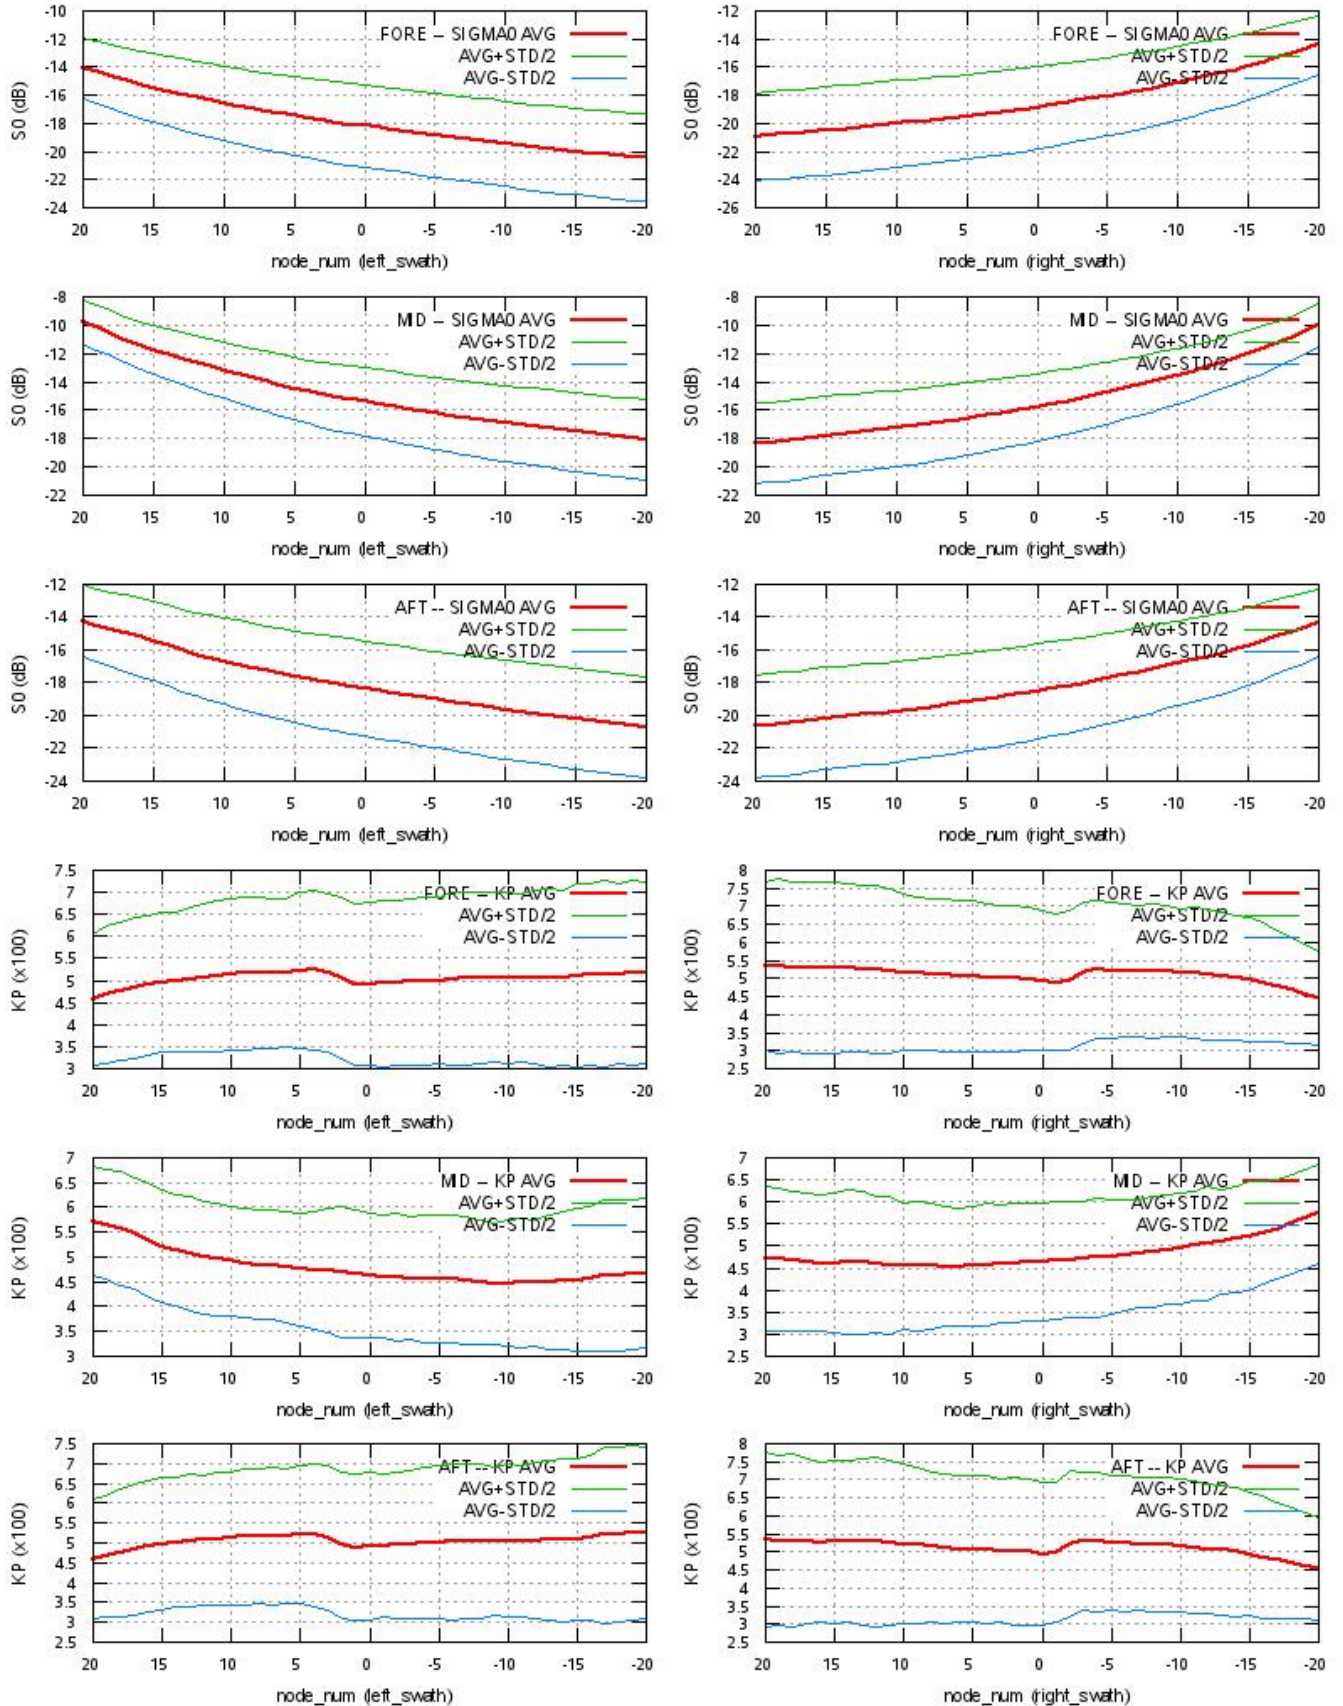 S0 (dB)
-10
-12
-14
-16
-18
-20
-22
-24
FORE -- SIGMA0 AVG
AVG+STD/2
AVG-STD/2
20 15 10 5 0 -5 -10 -15 -20
node_num (left_swath)
S0 (dB)
-12
-14
-16
-18
-20
-22
-24
-26
FORE -- SIGMA0 AVG
AVG+STD/2
AVG-STD/2
20 15 10 5 0 -5 -10 -15 -20
node_num (right_swath)
S0 (dB)
-8
-10
-12
-14
-16
-18
-20
-22
MID -- SIGMA0 AVG
AVG+STD/2
AVG-STD/2
20 15 10 5 0 -5 -10 -15 -20
node_num (left_swath)
S0 (dB)
-8
-10
-12
-14
-16
-18
-20
-22
MID -- SIGMA0 AVG
AVG+STD/2
AVG-STD/2
20 15 10 5 0 -5 -10 -15 -20
node_num (right_swath)
S0 (dB)
-12
-14
-16
-18
-20
-22
-24
AFT -- SIGMA0 AVG
AVG+STD/2
AVG-STD/2
20 15 10 5 0 -5 -10 -15 -20
node_num (left_swath)
S0 (dB)
-12
-14
-16
-18
-20
-22
-24
AFT -- SIGMA0 AVG
AVG+STD/2
AVG-STD/2
20 15 10 5 0 -5 -10 -15 -20
node_num (right_swath)
KP (x100)
7.5
7
6.5
6
5.5
5
4.5
4
3.5
3
FORE -- KP AVG
AVG+STD/2
AVG-STD/2
20 15 10 5 0 -5 -10 -15 -20
node_num (left_swath)
KP (x100)
8
7.5
7
6.5
6
5.5
5
4.5
4
3.5
3
2.5
FORE -- KP AVG
AVG+STD/2
AVG-STD/2
20 15 10 5 0 -5 -10 -15 -20
node_num (right_swath)
KP (x100)
7
6.5
6
5.5
5
4.5
4
3.5
3
MID -- KP AVG
AVG+STD/2
AVG-STD/2
20 15 10 5 0 -5 -10 -15 -20
node_num (left_swath)
KP (x100)
7
6.5
6
5.5
5
4.5
4
3.5
3
2.5
MID -- KP AVG
AVG+STD/2
AVG-STD/2
20 15 10 5 0 -5 -10 -15 -20
node_num (right_swath)
KP (x100)
7.5
7
6.5
6
5.5
5
4.5
4
3.5
3
2.5
AFT -- KP AVG
AVG+STD/2
AVG-STD/2
20 15 10 5 0 -5 -10 -15 -20
node_num (left_swath)
KP (x100)
8
7.5
7
6.5
6
5.5
5
4.5
4
3.5
3
2.5
AFT -- KP AVG
AVG+STD/2
AVG-STD/2
20 15 10 5 0 -5 -10 -15 -20
node_num (right_swath)